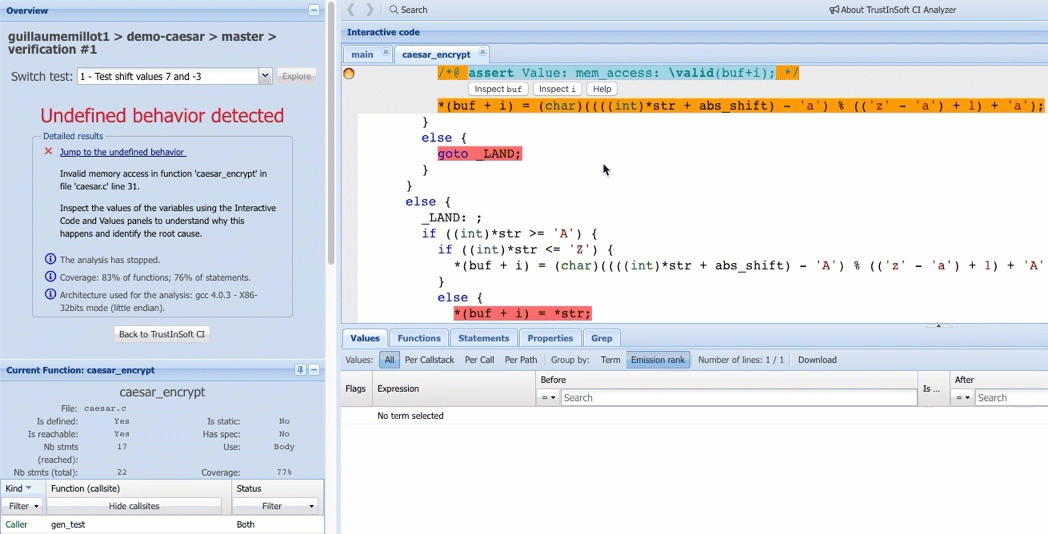 Overview
guillaumemillot1 > demo-caesar > master >
verification #1
Switch test: 1 - Test shift values 7 and -3 Explore
Undefined behavior detected
Detailed results
Jump to the undefined behavior
Invalid memory access in function 'caesar_encrypt' in
file 'caesar.c' line 31.
Inspect the values of the variables using the Interactive
Code and Values panels to understand why this
happens and identify the root cause.
The analysis has stopped.
Coverage: 83% of functions; 76% of statements.
Architecture used for the analysis: gcc 4.0.3 - X86-
32bits mode (little endian).
Back to TrustInSoft CI
Current Function: caesar_encrypt
caesar_encrypt
File: caesar.c
Is defined: Yes Is static: No
Is reachable: Yes Has spec: No
Nb stmts 17 Use: Body
(reached):
Nb stmts (total): 22 Coverage: 77%
Kind Function (callsite) Status
Filter Hide callsites Filter
Caller gen_test Both
Search About TrustInSoft CI Analyzer
Interactive code
main caesar_encrypt
/*@ assert Value: mem_access: \valid(buf+i); */
Inspect buf Inspect i Help
*(buf + i) = (char)((((int)*str + abs_shift) - 'a') % (('z' - 'a') + 1) + 'a');
}
else {
goto _LAND;
}
}
else {
_LAND: ;
if ((int)*str >= 'A') {
if ((int)*str <= 'Z') {
*(buf + i) = (char)((((int)*str + abs_shift) - 'A') % (('z' - 'a') + 1) + 'A'
}
else {
*(buf + i) = *str;
Values Functions Statements Properties Grep
Values: All Per Callstack Per Call Per Path Group by: Term Emission rank Number of lines: 1 / 1 Download
Flags Expression Before Is ... After
= Search = Search
No term selected